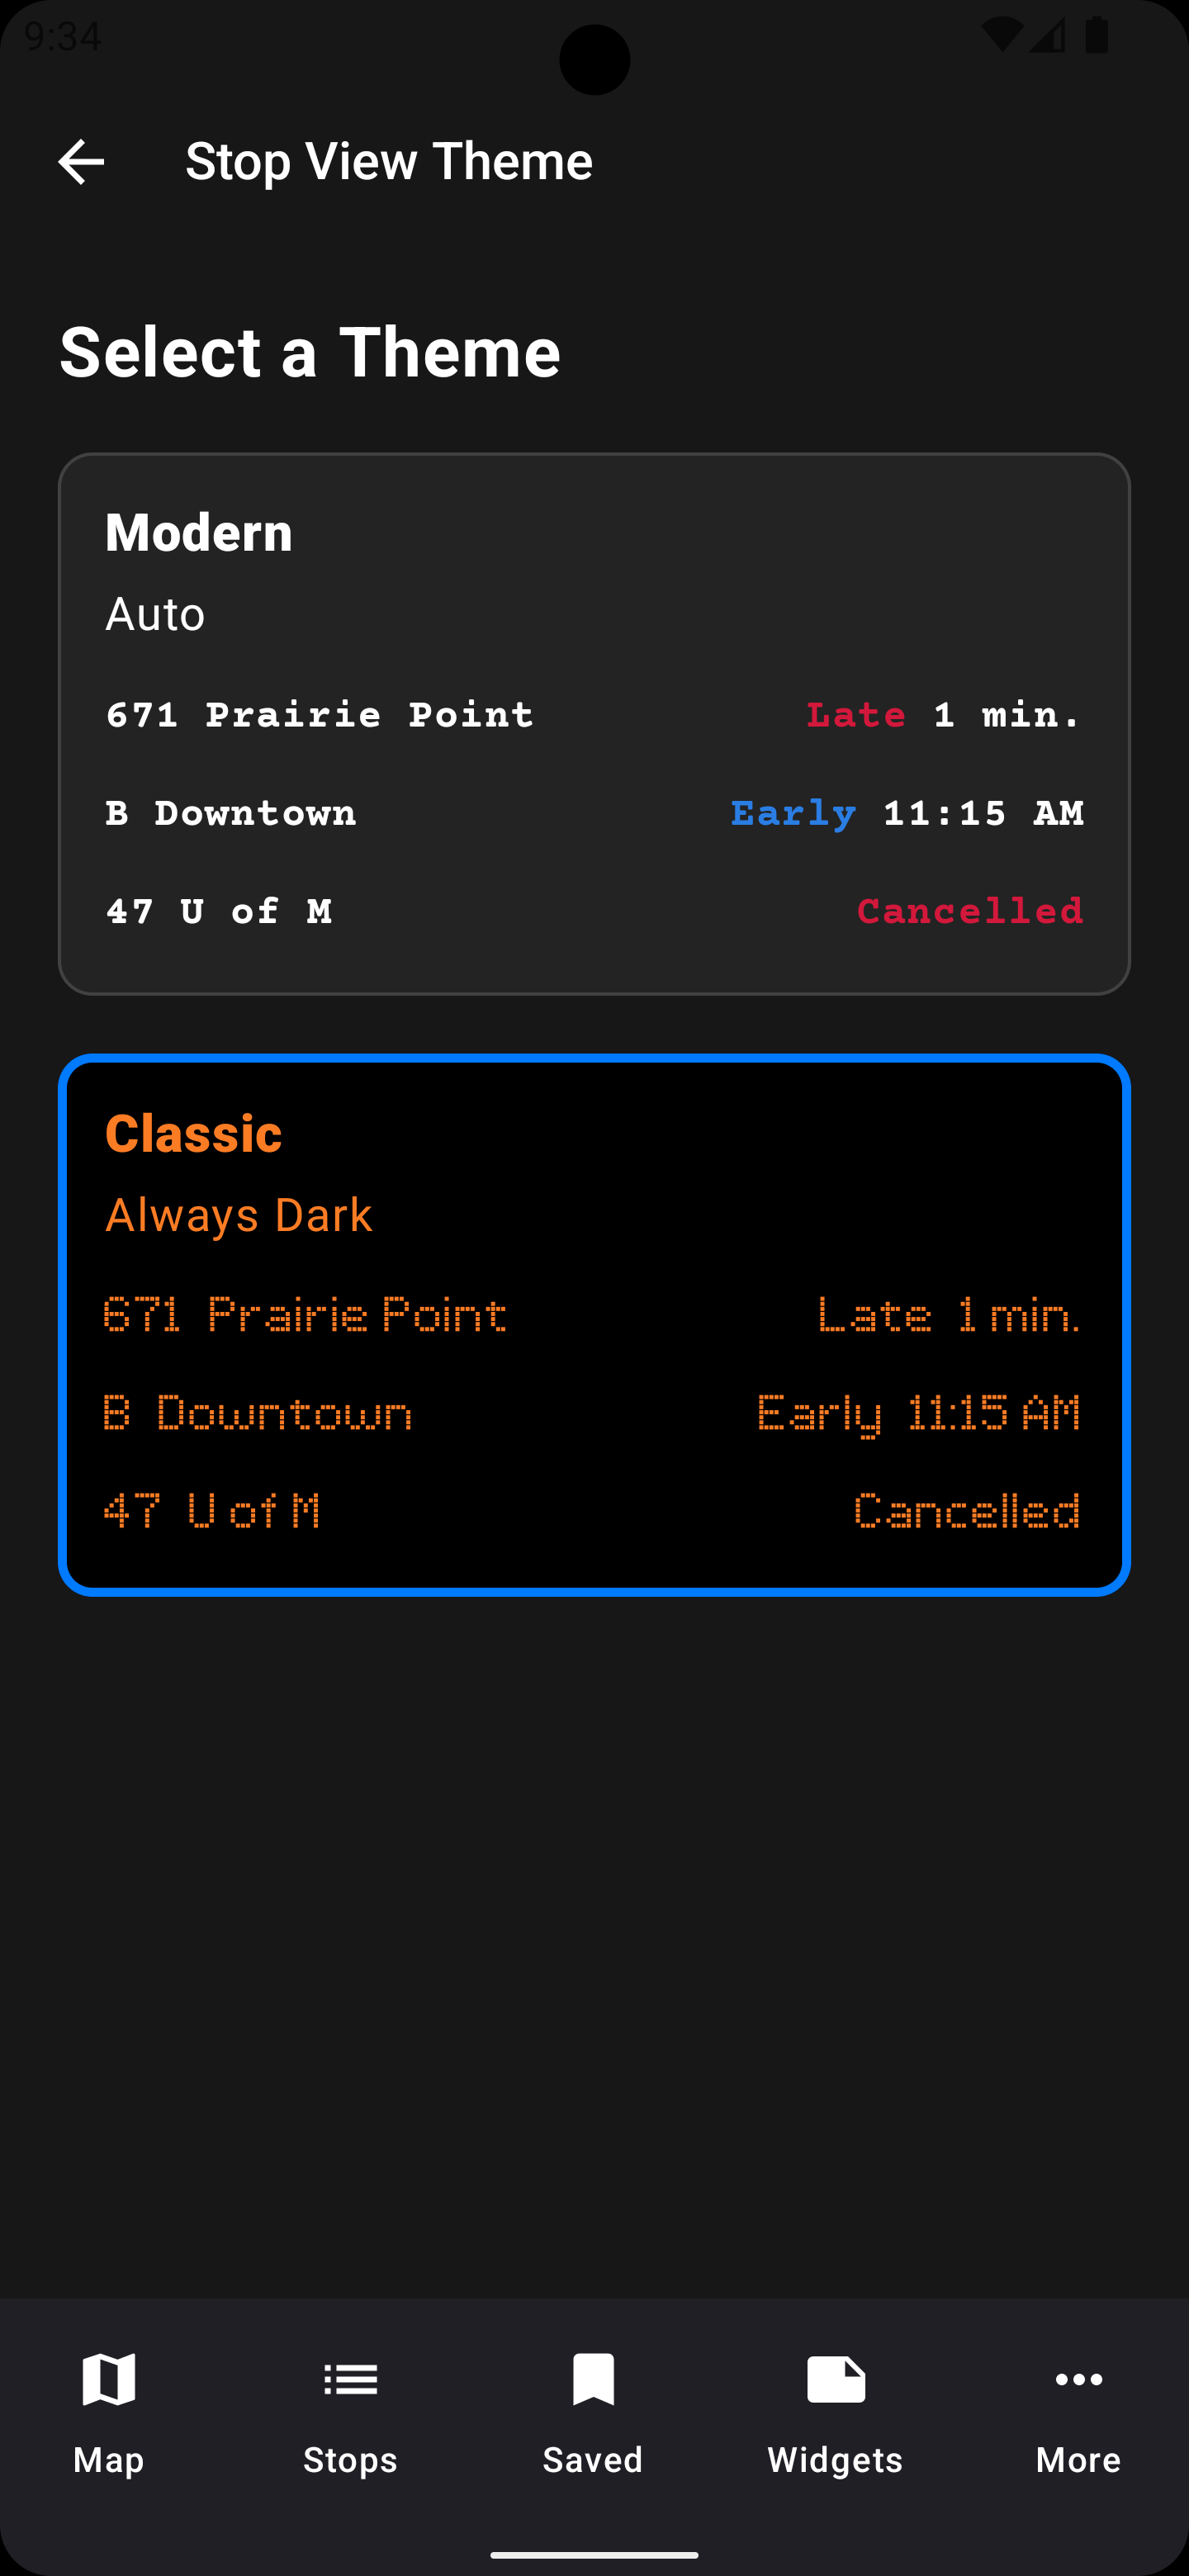 9:34
Stop View Theme
Select a Theme
Modern
Auto
671 Prairie Point Late 1 min.
B Downtown Early 11:15 AM
47 U of M Cancelled
Classic
Always Dark
671 Prairie Point Late 1 min.
B Downtown Early 11:15 AM
47 U of M Cancelled
Map Stops Saved Widgets More